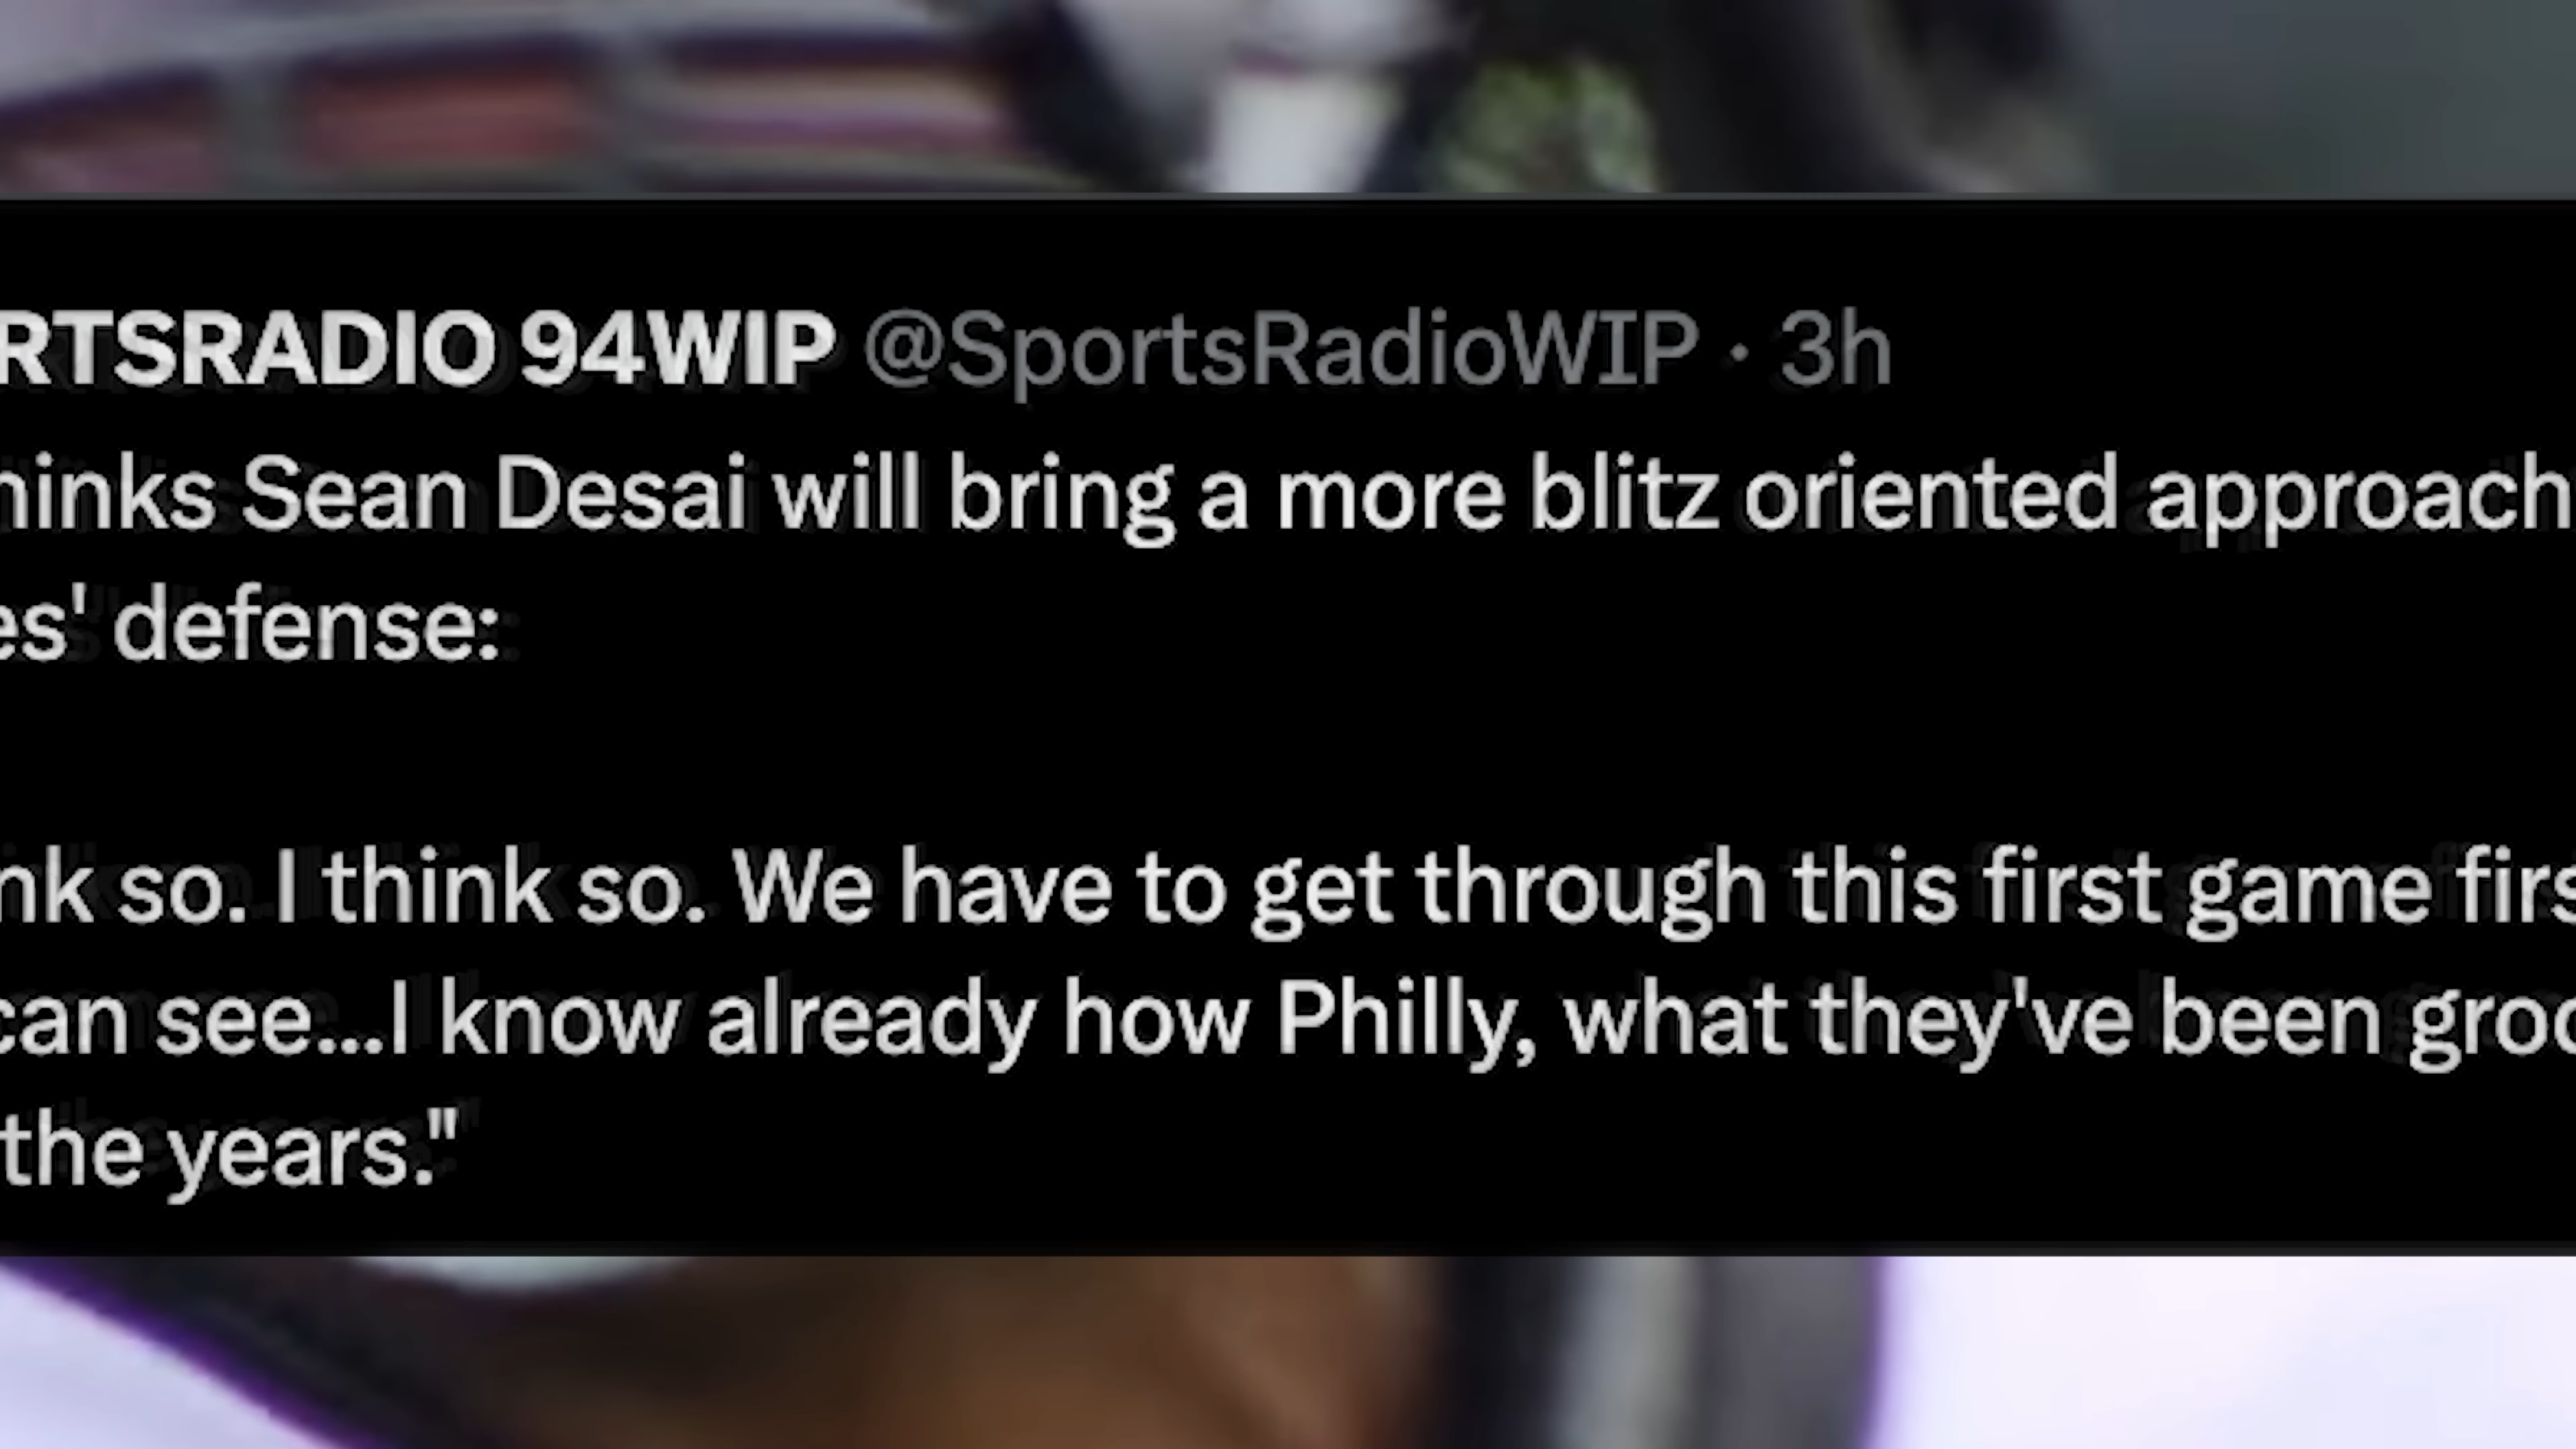 RTSRADIO 94WIP @SportsRadioWIP · 3h
hinks Sean Desai will bring a more blitz oriented approach
es' defense:
nk so. I think so. We have to get through this first game firs
can see...I know already how Philly, what they've been groo
the years."